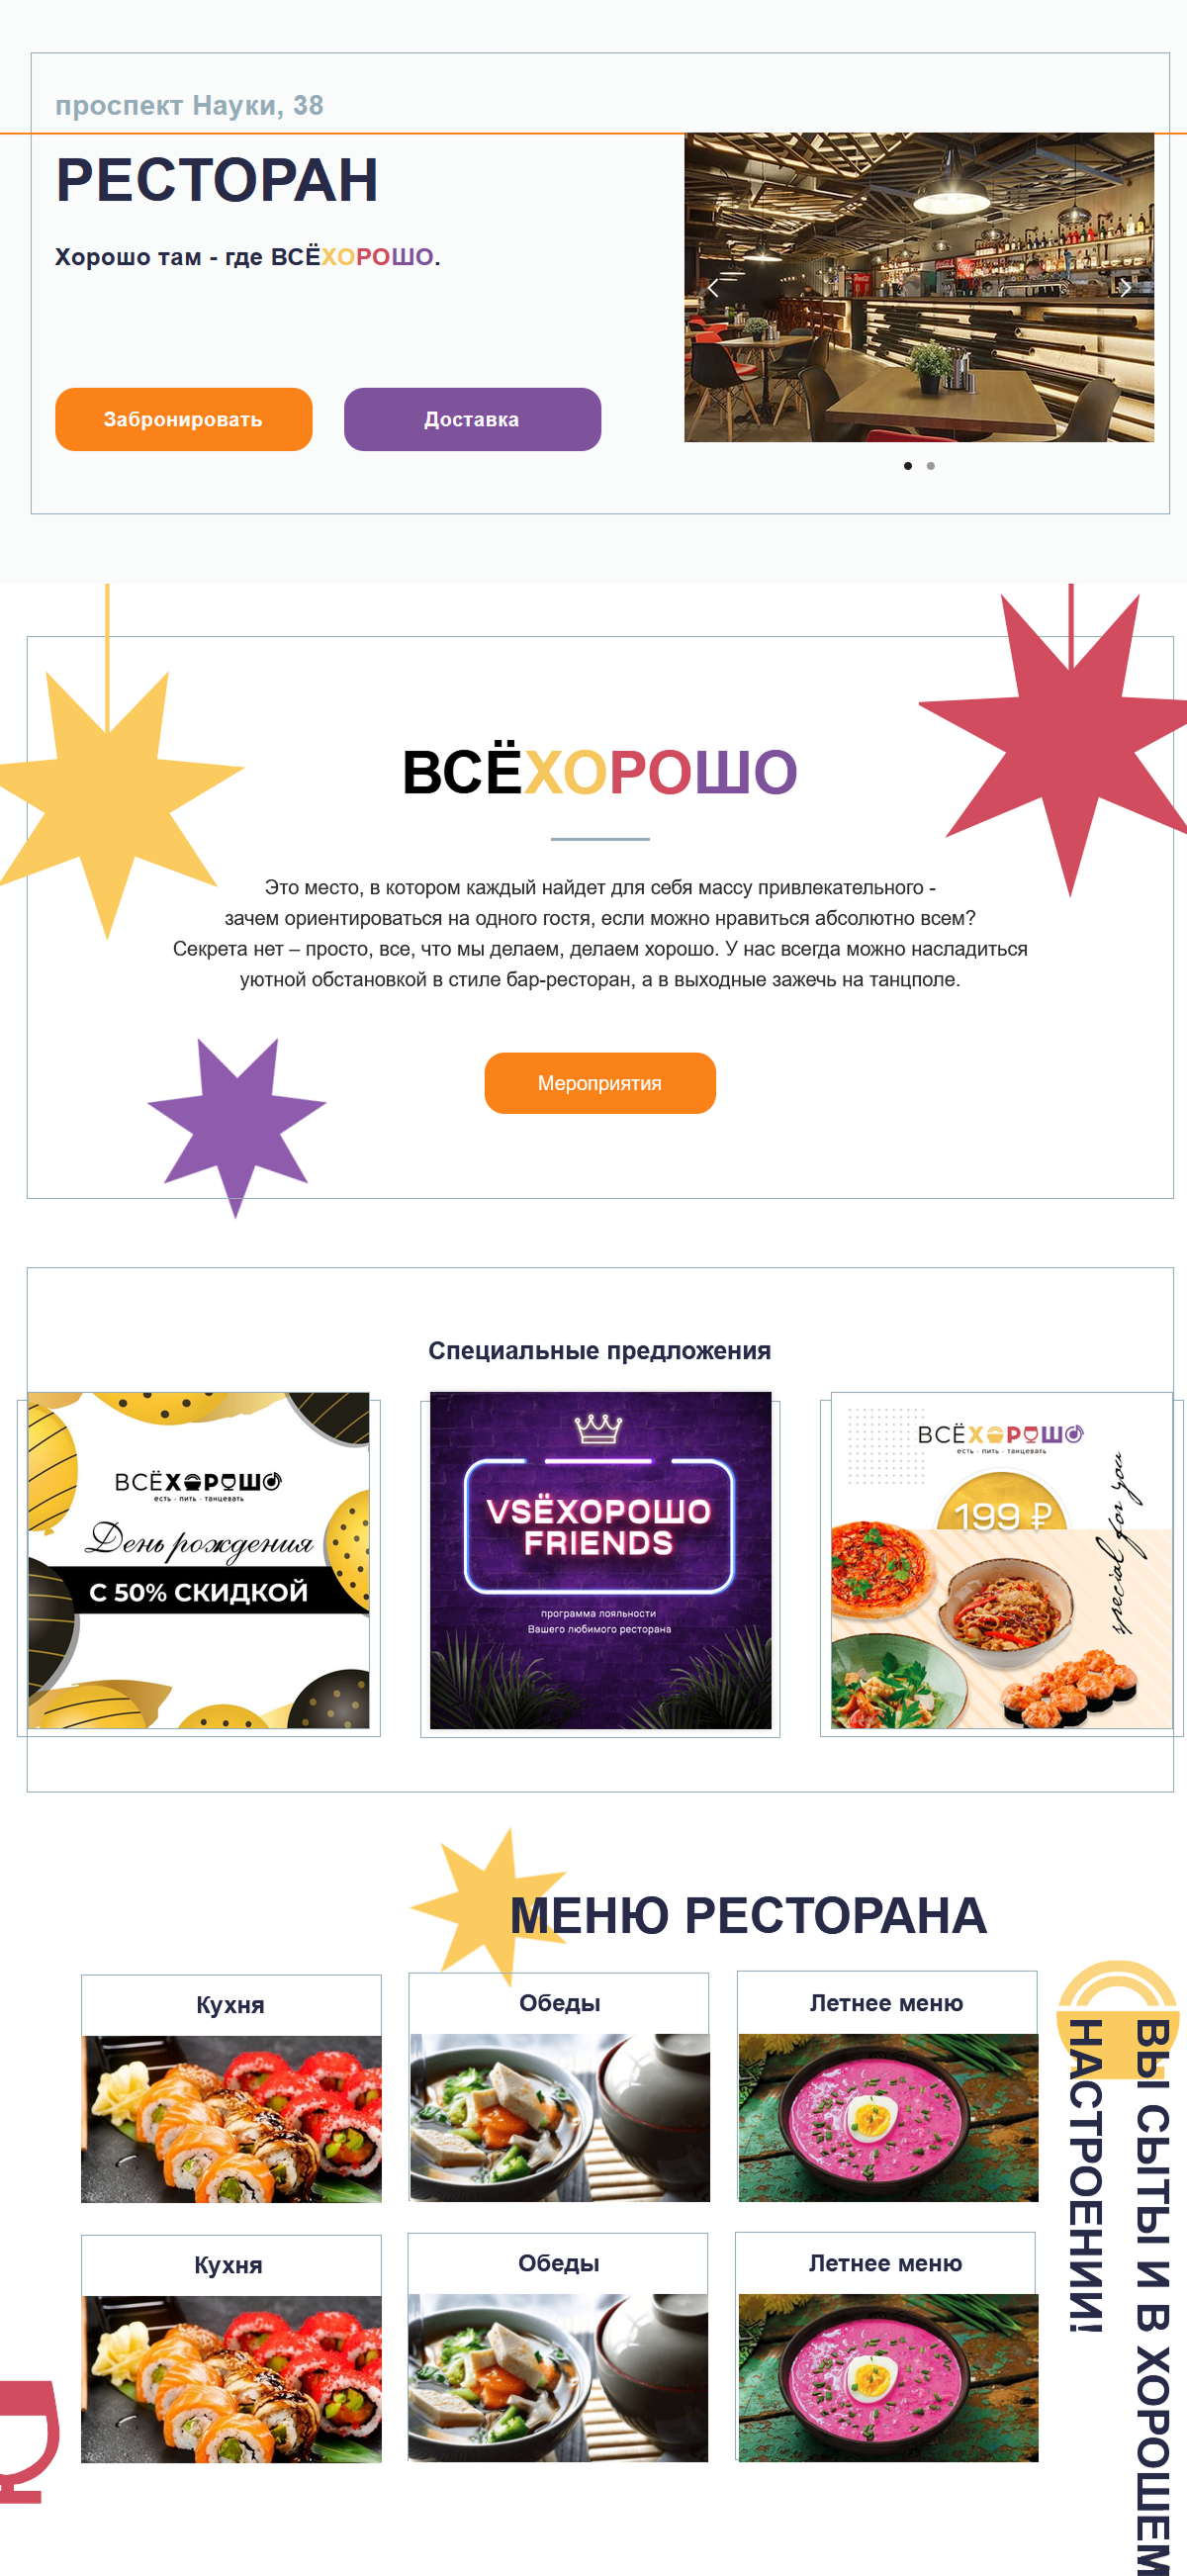 проспект Науки, 38
РЕСТОРАН
Хорошо там - где ВСЁХОРОШО.
Забронировать
Доставка
ВСЁХОРОШО
Это место, в котором каждый найдет для себя массу привлекательного -
зачем ориентироваться на одного гостя, если можно нравиться абсолютно всем?
Секрета нет – просто, все, что мы делаем, делаем хорошо. У нас всегда можно насладиться
уютной обстановкой в стиле бар-ресторан, а в выходные зажечь на танцполе.
Мероприятия
Специальные предложения
ВСЁХОРОШО
есть · пить · танцевать
День рождения
С 50% СКИДКОЙ
VSЁХОРОШО
FRIENDS
программа лояльности
Вашего любимого ресторана
ВСЁХОРОШО
есть · пить · танцевать
199 ₽
special for you
МЕНЮ РЕСТОРАНА
Кухня
Обеды
Летнее меню
Кухня
Обеды
Летнее меню
ВЫ СЫТЫ И В ХОРОШЕМ
НАСТРОЕНИИ!